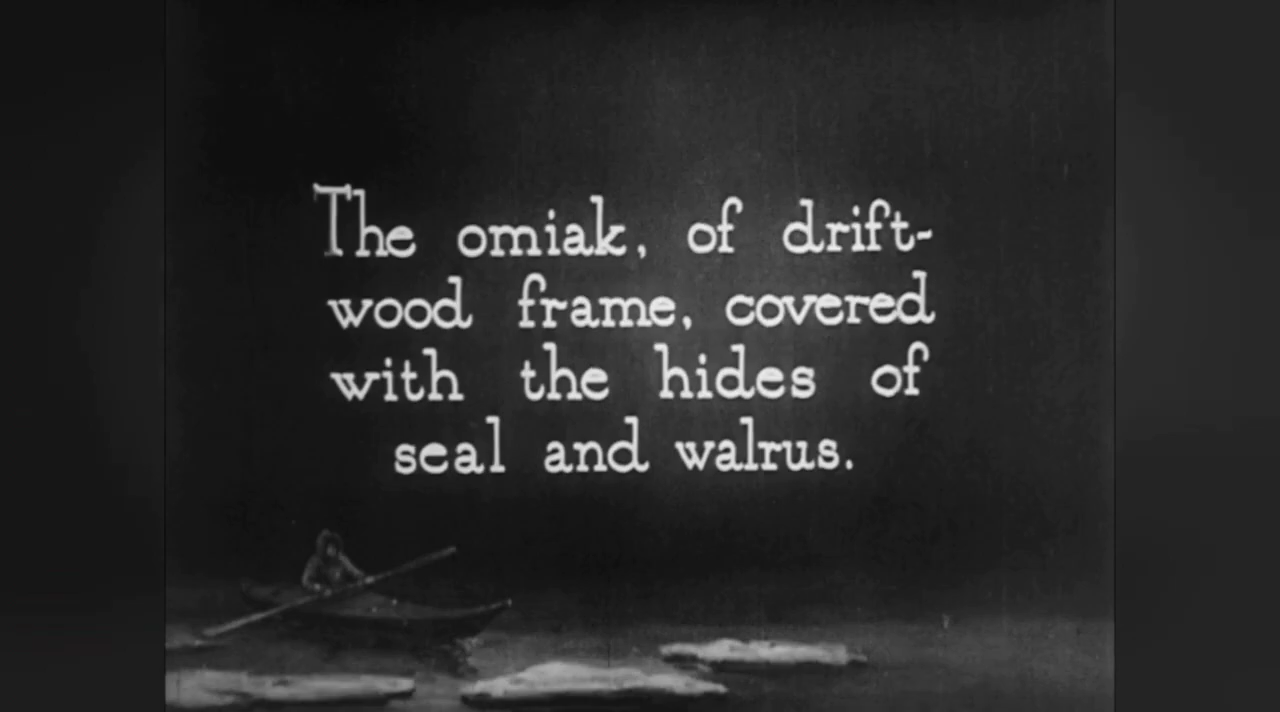 The omiak, of drift-
wood frame, covered
with the hides of
seal and walrus.